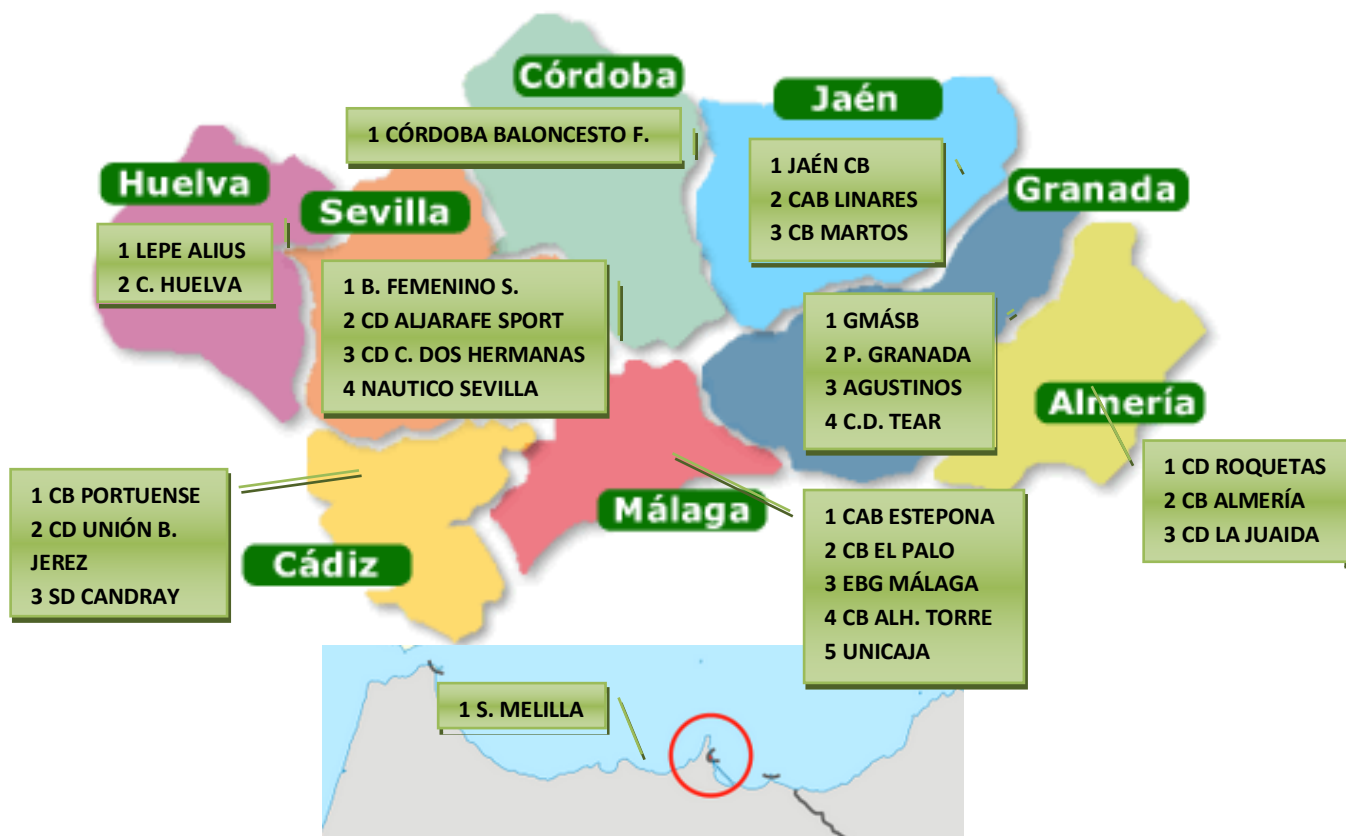 Córdoba
1 CÓRDOBA BALONCESTO F.
Jaén
1 JAÉN CB
2 CAB LINARES
3 CB MARTOS
Huelva
1 LEPE ALIUS
2 C. HUELVA
Sevilla
1 B. FEMENINO S.
2 CD ALJARAFE SPORT
3 CD C. DOS HERMANAS
4 NAUTICO SEVILLA
Granada
1 GMÁSB
2 P. GRANADA
3 AGUSTINOS
4 C.D. TEAR
Almería
1 CD ROQUETAS
2 CB ALMERÍA
3 CD LA JUAIDA
1 CB PORTUENSE
2 CD UNIÓN B.
JEREZ
3 SD CANDRAY
Cádiz
Málaga
1 CAB ESTEPONA
2 CB EL PALO
3 EBG MÁLAGA
4 CB ALH. TORRE
5 UNICAJA
1 S. MELILLA